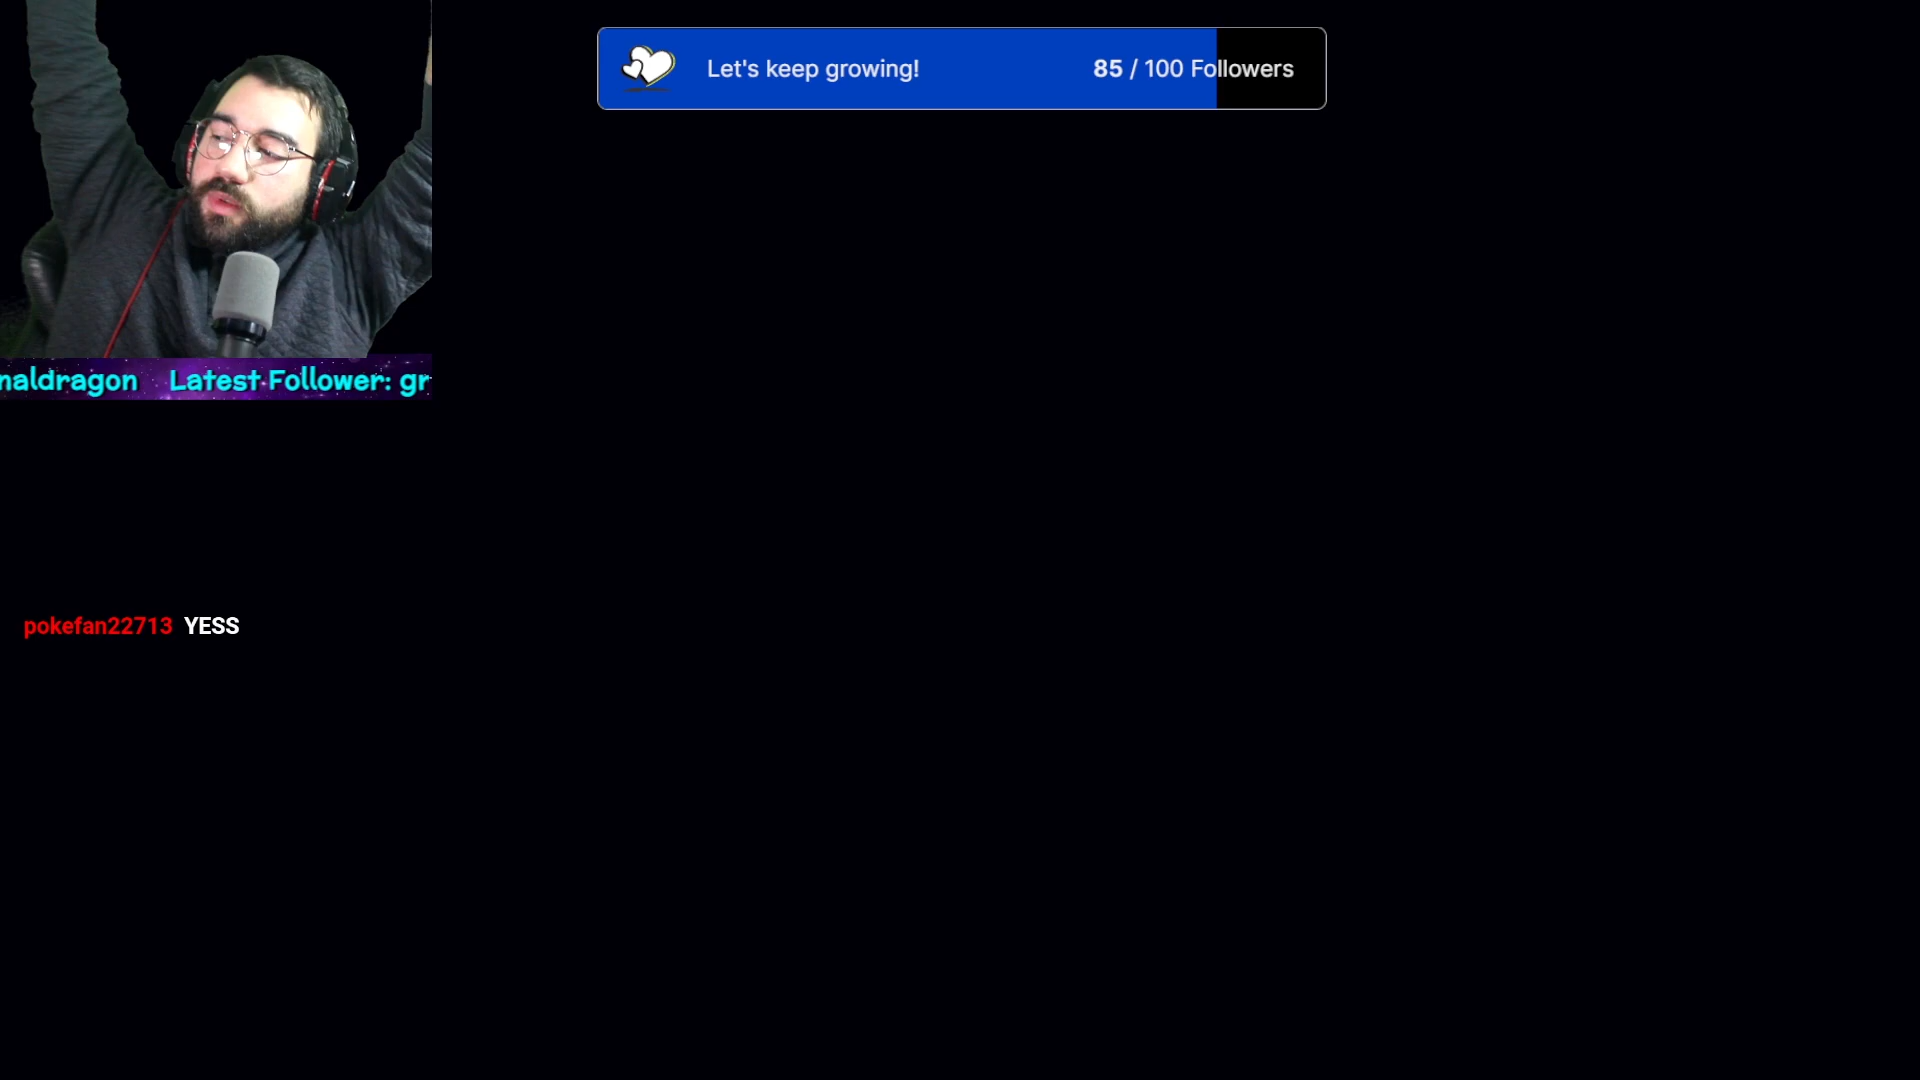 Let's keep growing! 85 / 100 Followers
naldragon Latest Follower: gr
pokefan22713 YESS